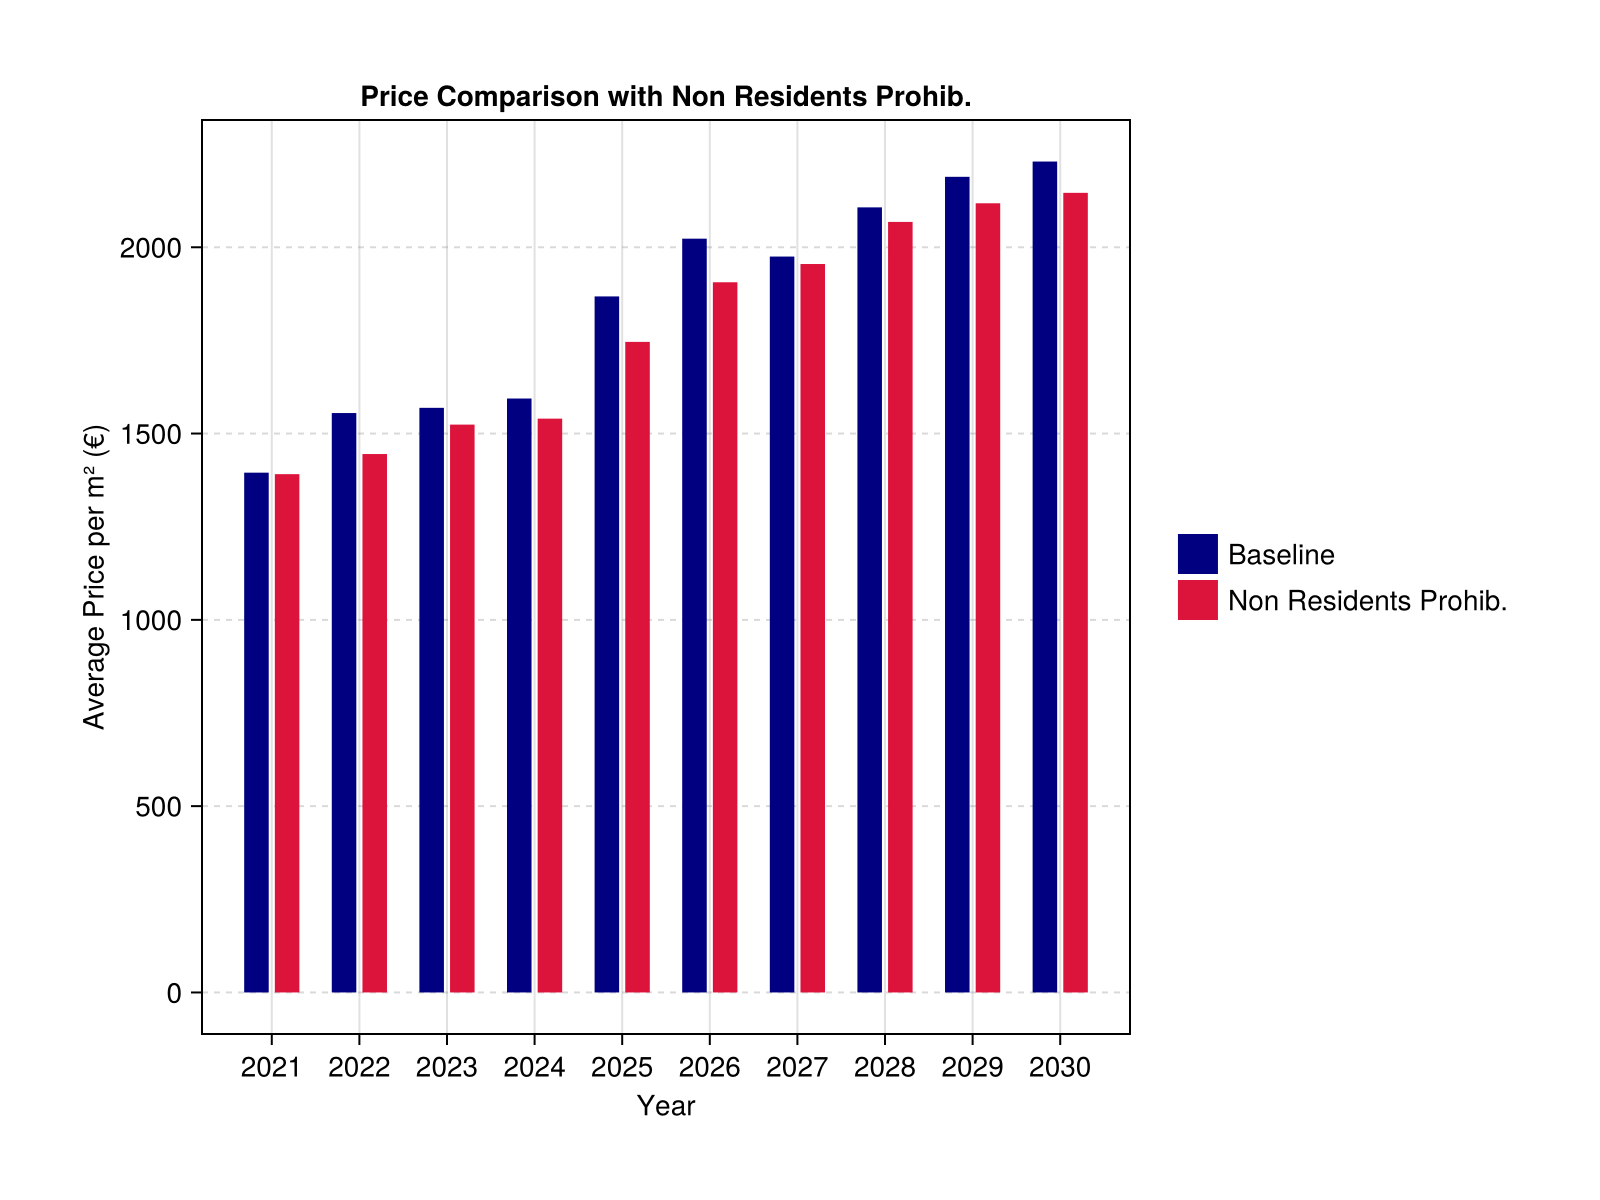 Price Comparison with Non Residents Prohib.
Average Price per m² (€)
2000
1500
1000
500
0
2021 2022 2023 2024 2025 2026 2027 2028 2029 2030
Year
Baseline
Non Residents Prohib.